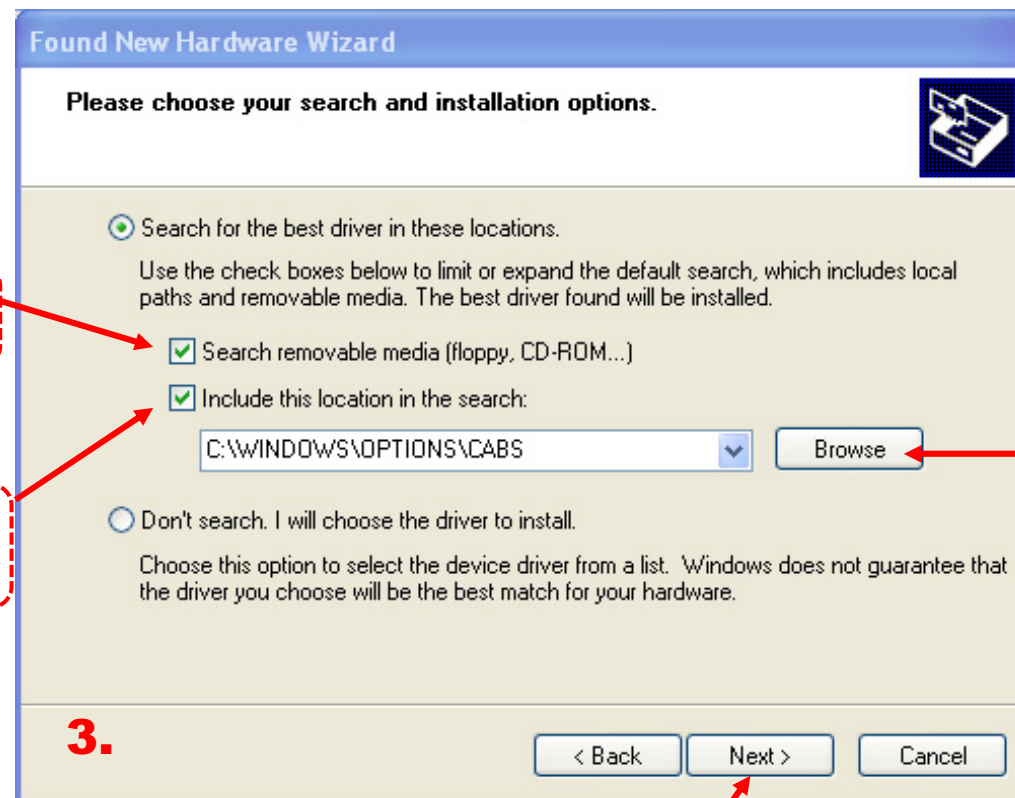 Found New Hardware Wizard
Please choose your search and installation options.
Search for the best driver in these locations.
Use the check boxes below to limit or expand the default search, which includes local
paths and removable media. The best driver found will be installed.
Search removable media (floppy, CD-ROM...)
Include this location in the search:
C:\WINDOWS\OPTIONS\CABS
Browse
Don't search. I will choose the driver to install.
Choose this option to select the device driver from a list.  Windows does not guarantee that
the driver you choose will be the best match for your hardware.
3.
< Back
Next >
Cancel